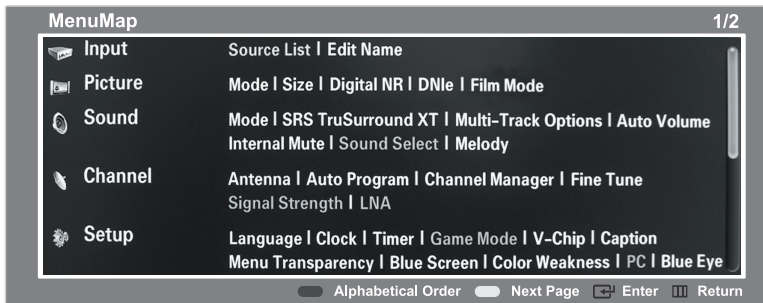 MenuMap 1/2
Input Source List | Edit Name
Picture Mode | Size | Digital NR | DNIe | Film Mode
Sound Mode | SRS TruSurround XT | Multi-Track Options | Auto Volume
Internal Mute | Sound Select | Melody
Channel Antenna | Auto Program | Channel Manager | Fine Tune
Signal Strength | LNA
Setup Language | Clock | Timer | Game Mode | V-Chip | Caption
Menu Transparency | Blue Screen | Color Weakness | PC | Blue Eye
Alphabetical Order Next Page Enter Return